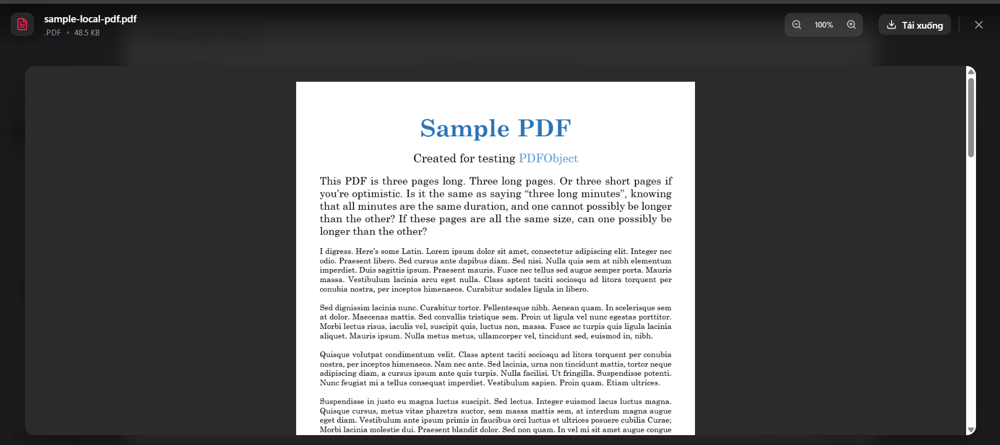 sample-local-pdf.pdf
.PDF • 48.5 KB
100%
Tải xuống
Sample PDF
Created for testing PDFObject
This PDF is three pages long. Three long pages. Or three short pages if
you’re optimistic. Is it the same as saying “three long minutes”, knowing
that all minutes are the same duration, and one cannot possibly be longer
than the other? If these pages are all the same size, can one possibly be
longer than the other?
I digress. Here’s some Latin. Lorem ipsum dolor sit amet, consectetur adipiscing elit. Integer nec
odio. Praesent libero. Sed cursus ante dapibus diam. Sed nisi. Nulla quis sem at nibh elementum
imperdiet. Duis sagittis ipsum. Praesent mauris. Fusce nec tellus sed augue semper porta. Mauris
massa. Vestibulum lacinia arcu eget nulla. Class aptent taciti sociosqu ad litora torquent per
conubia nostra, per inceptos himenaeos. Curabitur sodales ligula in libero.
Sed dignissim lacinia nunc. Curabitur tortor. Pellentesque nibh. Aenean quam. In scelerisque sem
at dolor. Maecenas mattis. Sed convallis tristique sem. Proin ut ligula vel nunc egestas porttitor.
Morbi lectus risus, iaculis vel, suscipit quis, luctus non, massa. Fusce ac turpis quis ligula lacinia
aliquet. Mauris ipsum. Nulla metus metus, ullamcorper vel, tincidunt sed, euismod in, nibh.
Quisque volutpat condimentum velit. Class aptent taciti sociosqu ad litora torquent per conubia
nostra, per inceptos himenaeos. Nam nec ante. Sed lacinia, urna non tincidunt mattis, tortor neque
adipiscing diam, a cursus ipsum ante quis turpis. Nulla facilisi. Ut fringilla. Suspendisse potenti.
Nunc feugiat mi a tellus consequat imperdiet. Vestibulum sapien. Proin quam. Etiam ultrices.
Suspendisse in justo eu magna luctus suscipit. Sed lectus. Integer euismod lacus luctus magna.
Quisque cursus, metus vitae pharetra auctor, sem massa mattis sem, at interdum magna augue
eget diam. Vestibulum ante ipsum primis in faucibus orci luctus et ultrices posuere cubilia Curae;
Morbi lacinia molestie dui. Praesent blandit dolor. Sed non quam. In vel mi sit amet augue congue